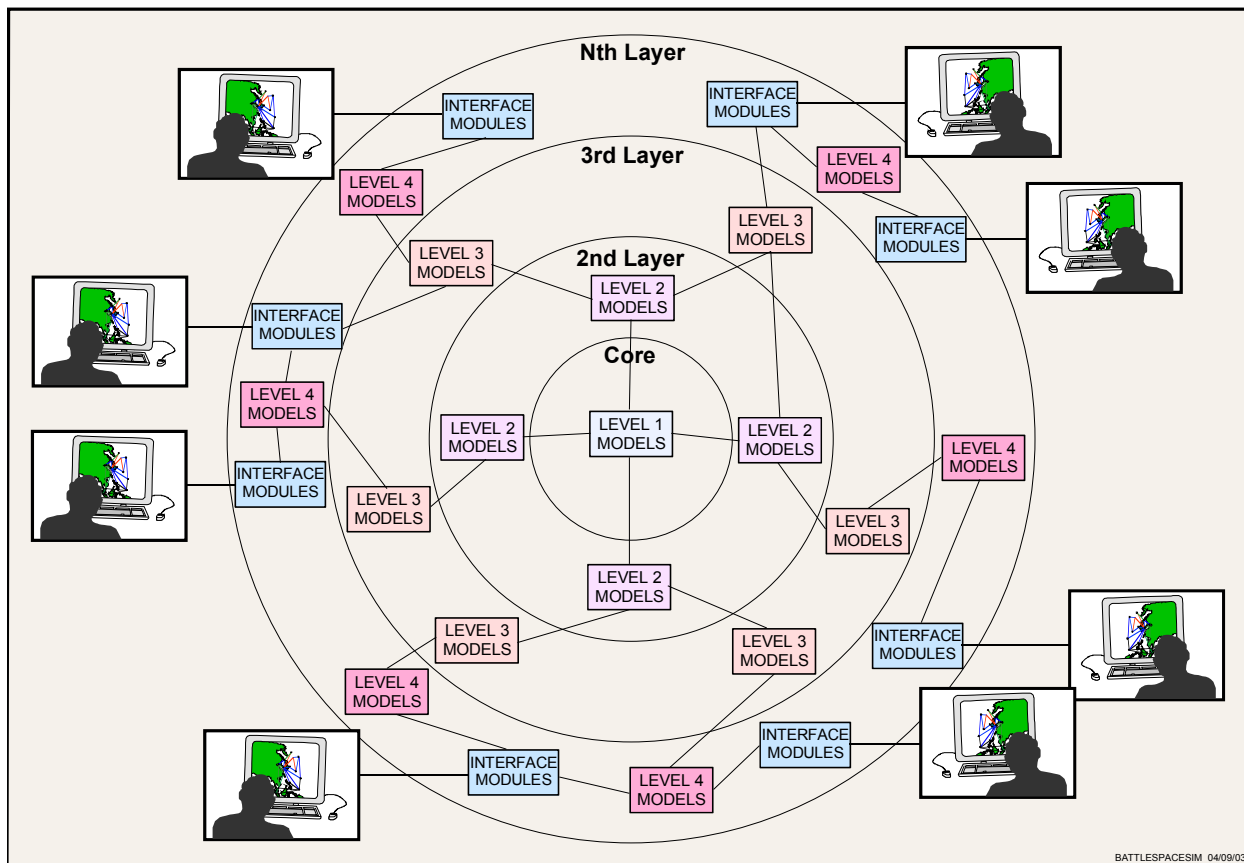 Nth Layer
INTERFACE
MODULES
INTERFACE
MODULES
3rd Layer
LEVEL 4
MODELS
LEVEL 4
MODELS
LEVEL 3
MODELS
INTERFACE
MODULES
LEVEL 3
MODELS
2nd Layer
LEVEL 2
MODELS
INTERFACE
MODULES
Core
LEVEL 4
MODELS
LEVEL 2
MODELS
LEVEL 1
MODELS
LEVEL 2
MODELS
LEVEL 4
MODELS
INTERFACE
MODULES
LEVEL 3
MODELS
LEVEL 3
MODELS
LEVEL 2
MODELS
LEVEL 3
MODELS
LEVEL 3
MODELS
INTERFACE
MODULES
LEVEL 4
MODELS
INTERFACE
MODULES
INTERFACE
MODULES
LEVEL 4
MODELS
BATTLESPACESIM 04/09/03